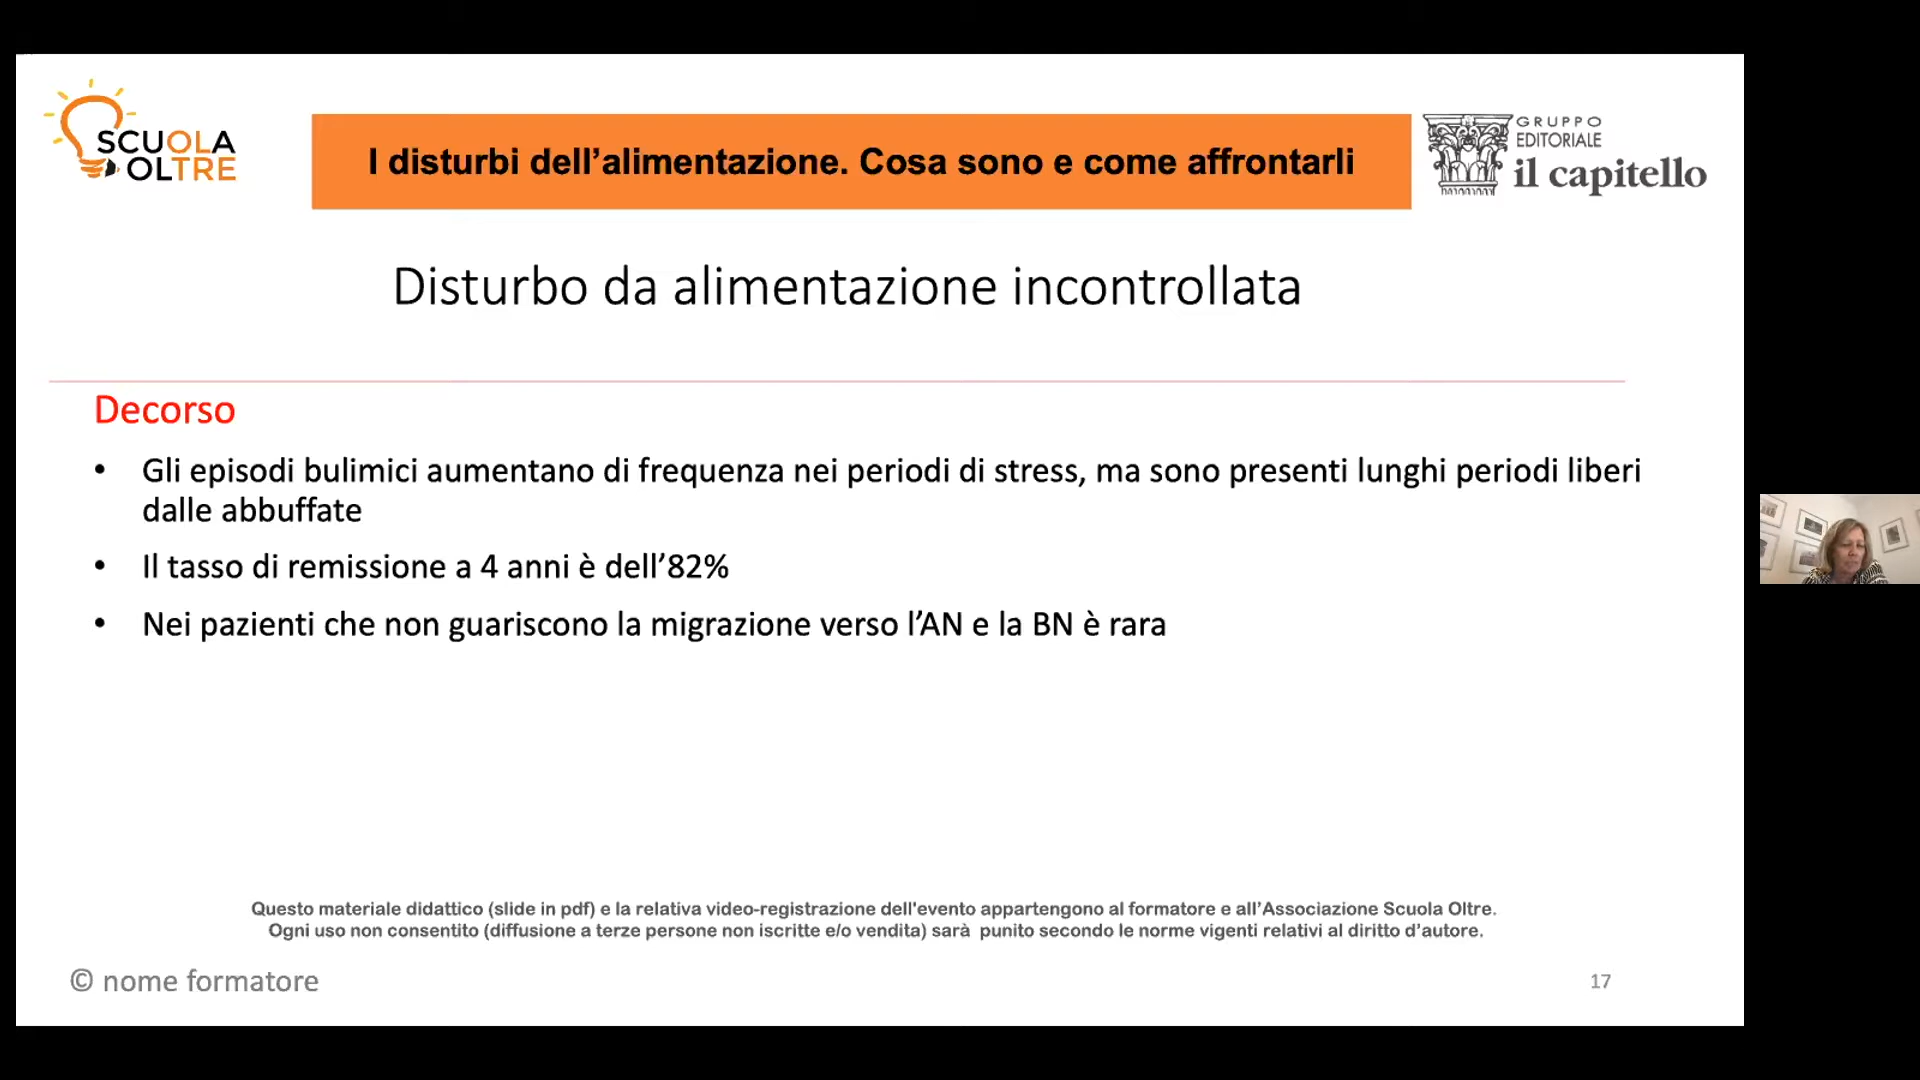 SCUOLA
OLTRE
I disturbi dell’alimentazione. Cosa sono e come affrontarli
GRUPPO
EDITORIALE
il capitello
Disturbo da alimentazione incontrollata
Decorso
• Gli episodi bulimici aumentano di frequenza nei periodi di stress, ma sono presenti lunghi periodi liberi
dalle abbuffate
• Il tasso di remissione a 4 anni è dell’82%
• Nei pazienti che non guariscono la migrazione verso l’AN e la BN è rara
Questo materiale didattico (slide in pdf) e la relativa video-registrazione dell'evento appartengono al formatore e all’Associazione Scuola Oltre.
Ogni uso non consentito (diffusione a terze persone non iscritte e/o vendita) sarà punito secondo le norme vigenti relativi al diritto d’autore.
© nome formatore
17